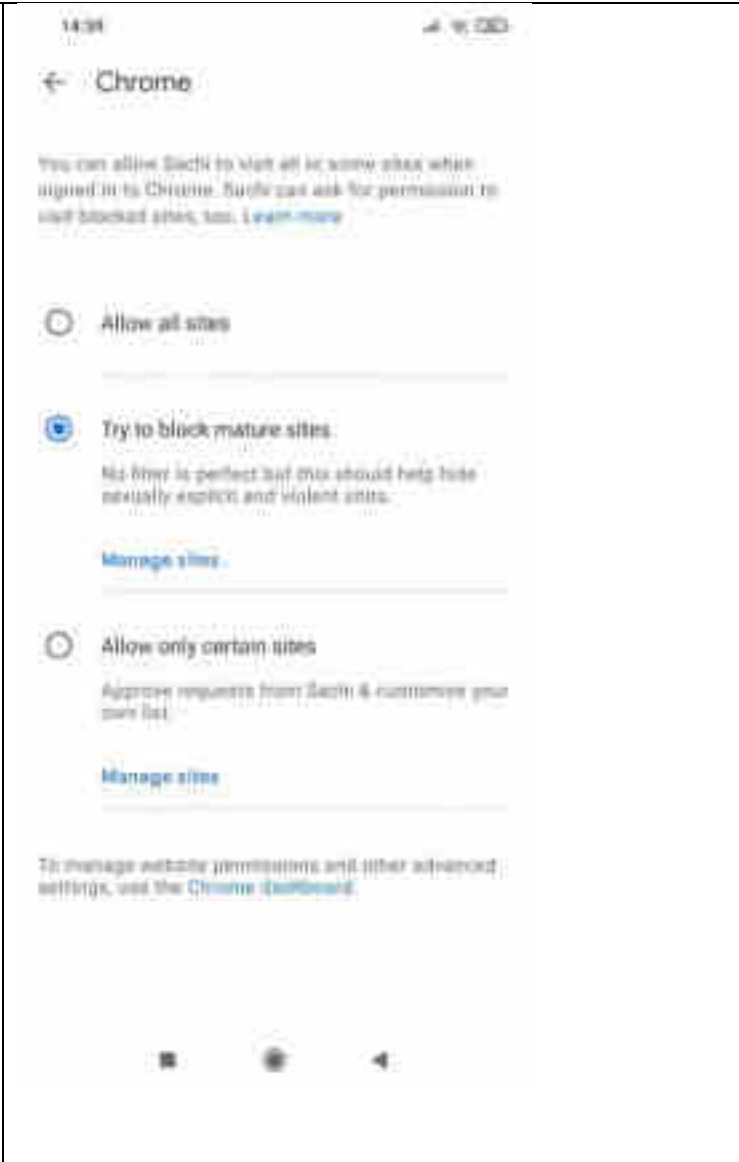 14:39
Chrome
You can allow Sachi to visit all or some sites when
signed in to Chrome. Sachi can ask for permission to
visit blocked sites, too. Learn more
Allow all sites
Try to block mature sites
No filter is perfect but this should help hide
sexually explicit and violent sites.
Manage sites
Allow only certain sites
Approve requests from Sachi & customise your
own list
Manage sites
To manage website permissions and other advanced
settings, use the Chrome dashboard